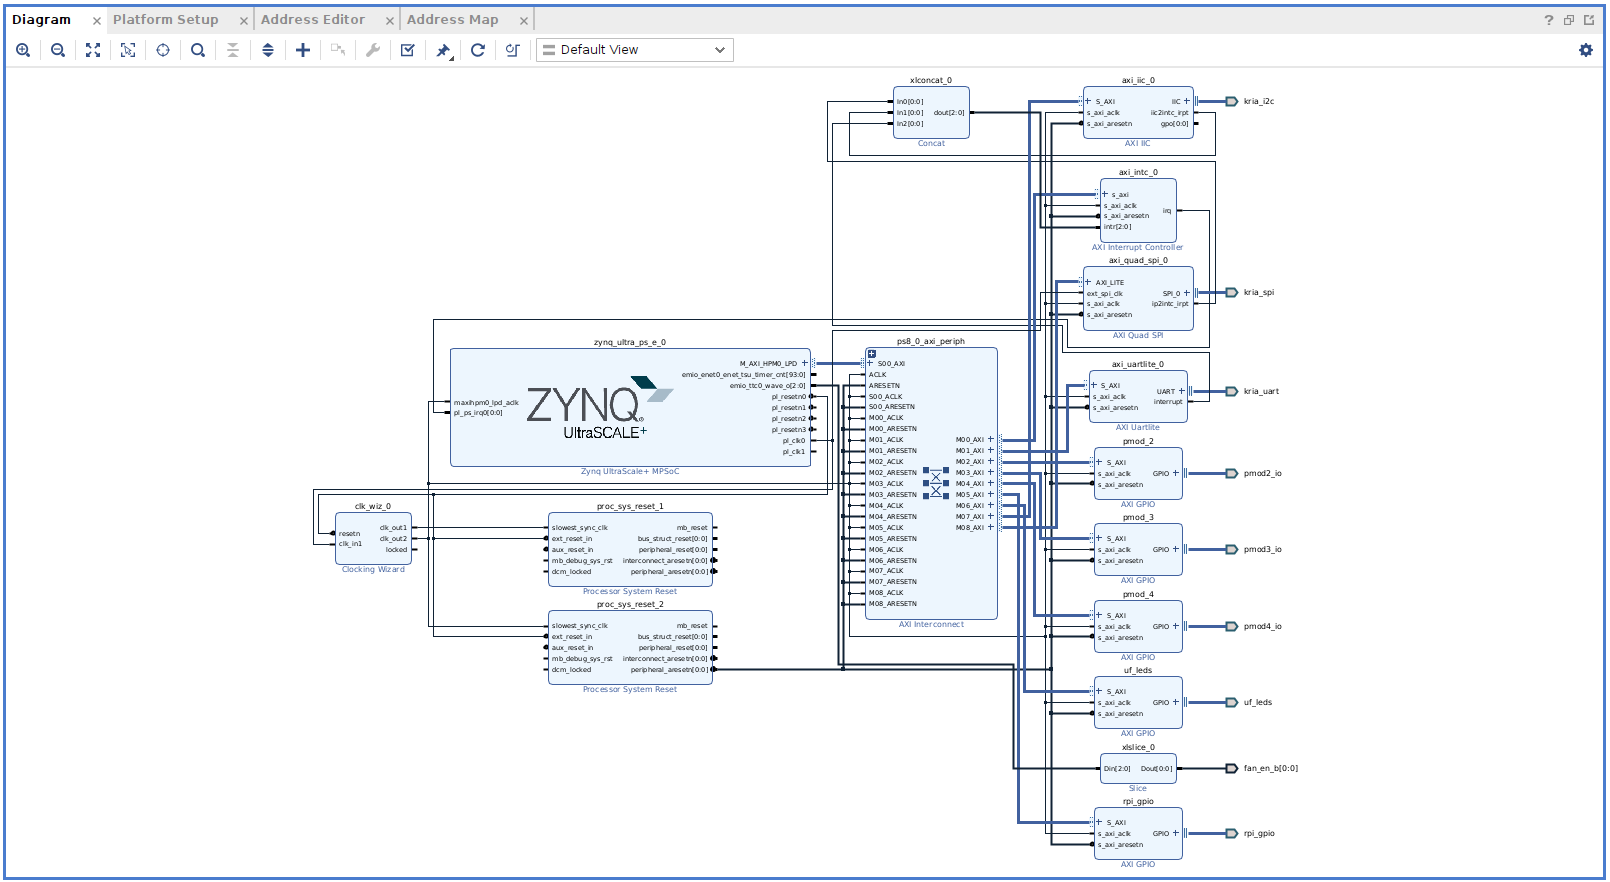 Diagram × Platform Setup × Address Editor × Address Map ×
Default View
xlconcat_0
In0[0:0]
In1[0:0] dout[2:0]
In2[0:0]
Concat
axi_iic_0
S_AXI IIC
s_axi_aclk iic2intc_irpt
s_axi_aresetn gpo[0:0]
AXI IIC
kria_i2c
axi_intc_0
s_axi
s_axi_aclk
s_axi_aresetn irq
intr[2:0]
AXI Interrupt Controller
axi_quad_spi_0
AXI_LITE
ext_spi_clk SPI_0
s_axi_aclk ip2intc_irpt
s_axi_aresetn
AXI Quad SPI
kria_spi
zynq_ultra_ps_e_0
M_AXI_HPM0_LPD
emio_enet0_enet_tsu_timer_cnt[93:0]
emio_ttc0_wave_o[2:0]
maxihpm0_lpd_aclk pl_resetn0
pl_ps_irq0[0:0] pl_resetn1
pl_resetn2
pl_resetn3
pl_clk0
pl_clk1
ZYNQ
UltraSCALE+
Zynq UltraScale+ MPSoC
ps8_0_axi_periph
S00_AXI
ACLK
ARESETN
S00_ACLK
S00_ARESETN
M00_ACLK
M00_ARESETN
M01_ACLK M00_AXI
M01_ARESETN M01_AXI
M02_ACLK M02_AXI
M02_ARESETN M03_AXI
M03_ACLK M04_AXI
M03_ARESETN M05_AXI
M04_ACLK M06_AXI
M04_ARESETN M07_AXI
M05_ACLK M08_AXI
M05_ARESETN
M06_ACLK
M06_ARESETN
M07_ACLK
M07_ARESETN
M08_ACLK
M08_ARESETN
AXI Interconnect
axi_uartlite_0
S_AXI UART
s_axi_aclk interrupt
s_axi_aresetn
AXI Uartlite
kria_uart
pmod_2
S_AXI
s_axi_aclk GPIO
s_axi_aresetn
AXI GPIO
pmod2_io
clk_wiz_0
clk_out1
resetn clk_out2
clk_in1 locked
Clocking Wizard
proc_sys_reset_1
slowest_sync_clk mb_reset
ext_reset_in bus_struct_reset[0:0]
aux_reset_in peripheral_reset[0:0]
mb_debug_sys_rst interconnect_aresetn[0:0]
dcm_locked peripheral_aresetn[0:0]
Processor System Reset
pmod_3
S_AXI
s_axi_aclk GPIO
s_axi_aresetn
AXI GPIO
pmod3_io
proc_sys_reset_2
slowest_sync_clk mb_reset
ext_reset_in bus_struct_reset[0:0]
aux_reset_in peripheral_reset[0:0]
mb_debug_sys_rst interconnect_aresetn[0:0]
dcm_locked peripheral_aresetn[0:0]
Processor System Reset
pmod_4
S_AXI
s_axi_aclk GPIO
s_axi_aresetn
AXI GPIO
pmod4_io
uf_leds
S_AXI
s_axi_aclk GPIO
s_axi_aresetn
AXI GPIO
uf_leds
xlslice_0
Din[2:0] Dout[0:0]
Slice
fan_en_b[0:0]
rpi_gpio
S_AXI
s_axi_aclk GPIO
s_axi_aresetn
AXI GPIO
rpi_gpio